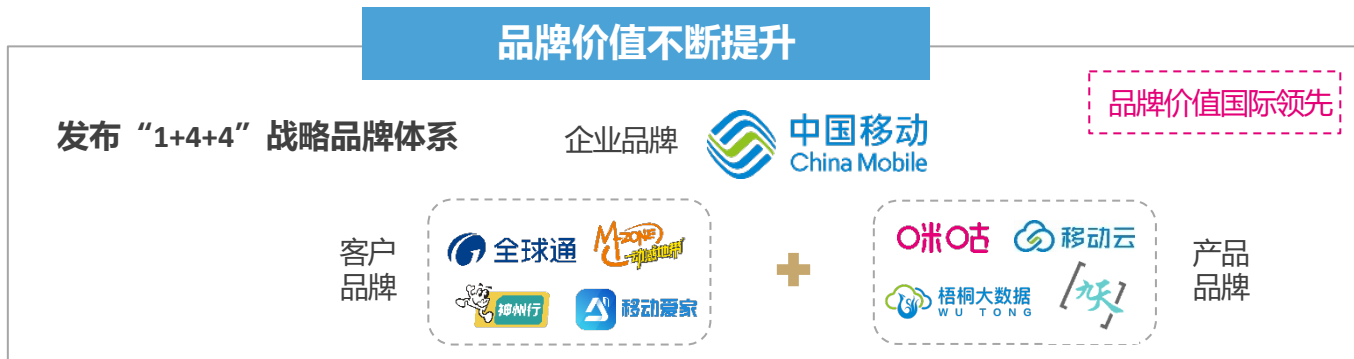 品牌价值不断提升
品牌价值国际领先
发布“1+4+4”战略品牌体系
企业品牌
中国移动
China Mobile
客户
品牌
全球通
M-ZONE
动感地带
神州行
移动爱家
咪咕
移动云
梧桐大数据
WU TONG
九天
产品
品牌